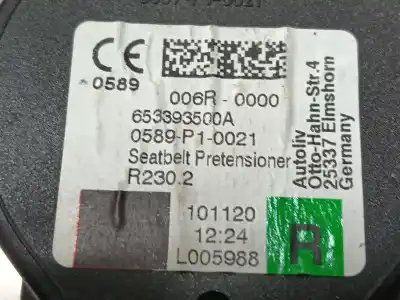 CE
0589
006R-0000
653393500A
0589-P1-0021
Seatbelt Pretensioner
R230.2
101120
12:24
L005988
R
Autoliv
Otto-Hahn-Str.4
25337 Elmshorn
Germany